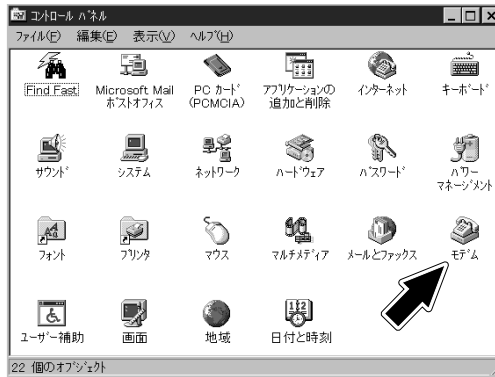 コントロール パネル
ファイル(F) 編集(E) 表示(V) ヘルプ(H)
Find Fast
Microsoft Mail
ポストオフィス
PC カード
(PCMCIA)
アプリケーションの
追加と削除
インターネット
キーボード
サウンド
システム
ネットワーク
ハードウェア
パスワード
パワー
マネージメント
フォント
プリンタ
マウス
マルチメディア
メールとファックス
モデム
ユーザー補助
画面
地域
日付と時刻
22 個のオブジェクト